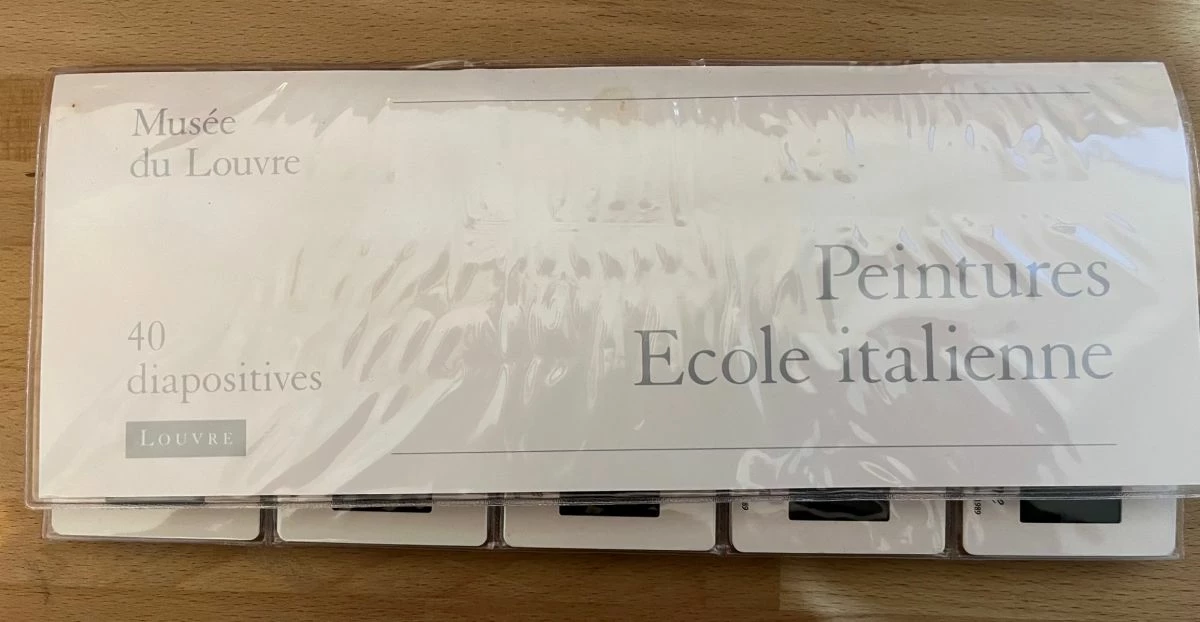 Musée
du Louvre
Peintures
Ecole italienne
40
diapositives
LOUVRE